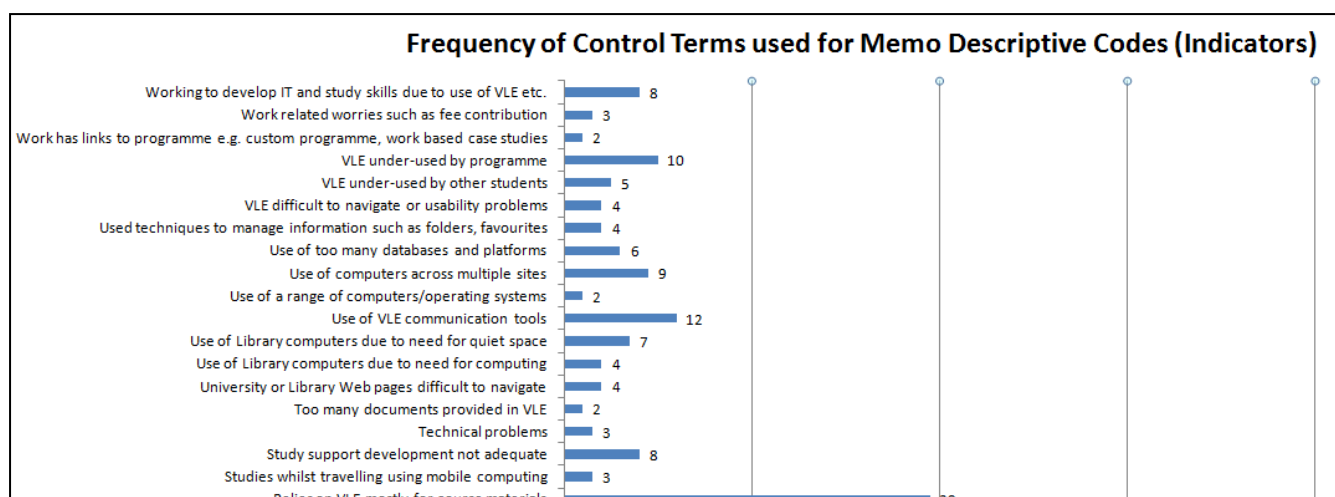 Frequency of Control Terms used for Memo Descriptive Codes (Indicators)
Working to develop IT and study skills due to use of VLE etc. 8
Work related worries such as fee contribution 3
Work has links to programme e.g. custom programme, work based case studies 2
VLE under-used by programme 10
VLE under-used by other students 5
VLE difficult to navigate or usability problems 4
Used techniques to manage information such as folders, favourites 4
Use of too many databases and platforms 6
Use of computers across multiple sites 9
Use of a range of computers/operating systems 2
Use of VLE communication tools 12
Use of Library computers due to need for quiet space 7
Use of Library computers due to need for computing 4
University or Library Web pages difficult to navigate 4
Too many documents provided in VLE 2
Technical problems 3
Study support development not adequate 8
Studies whilst travelling using mobile computing 3
on VLE mostly for course materials